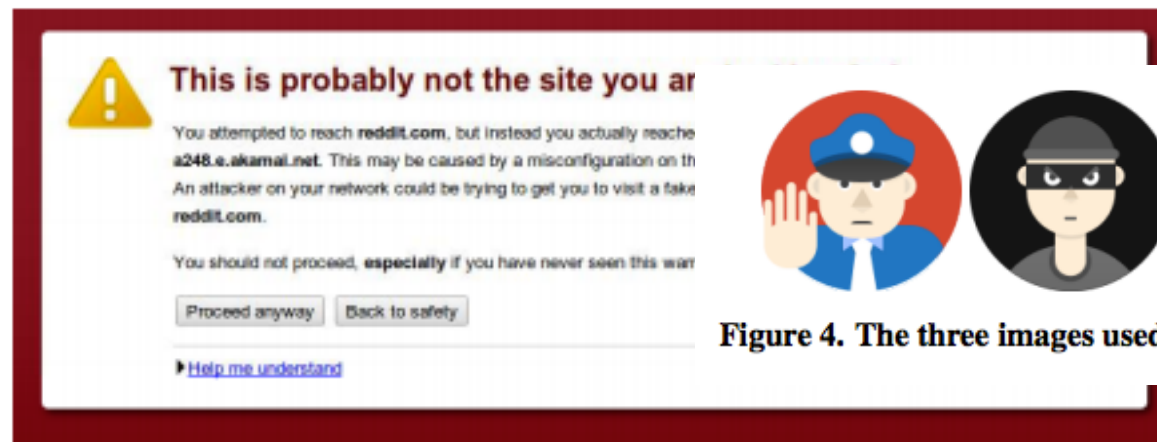 This is probably not the site you ar
You attempted to reach reddit.com, but instead you actually reache
a248.e.akamai.net. This may be caused by a misconfiguration on th
An attacker on your network could be trying to get you to visit a fake
reddit.com.
You should not proceed, especially if you have never seen this warr
Proceed anyway Back to safety
Help me understand
Figure 4. The three images used